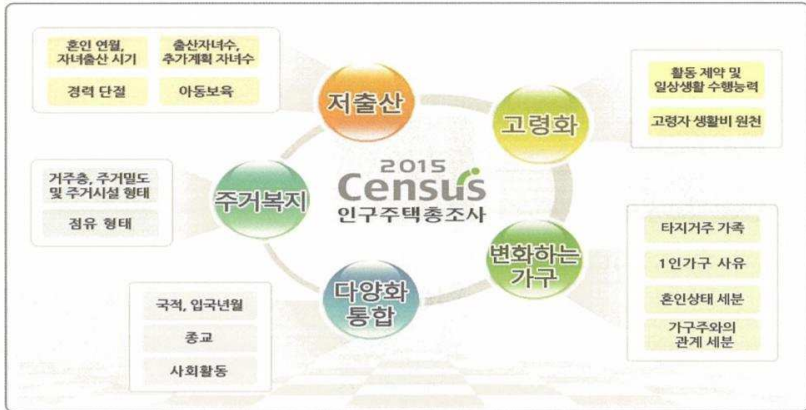 혼인 연월,
자녀출산 시기
출산자녀수,
추가계획 자녀수
경력 단절
아동보육
저출산
고령화
활동 제약 및
일상생활 수행능력
고령자 생활비 원천
2015
Census
인구주택총조사
주거복지
거주층, 주거밀도
및 주거시설 형태
점유 형태
변화하는
가구
타지거주 가족
1인가구 사유
혼인상태 세분
가구주와의
관계 세분
다양화
통합
국적, 입국년월
종교
사회활동